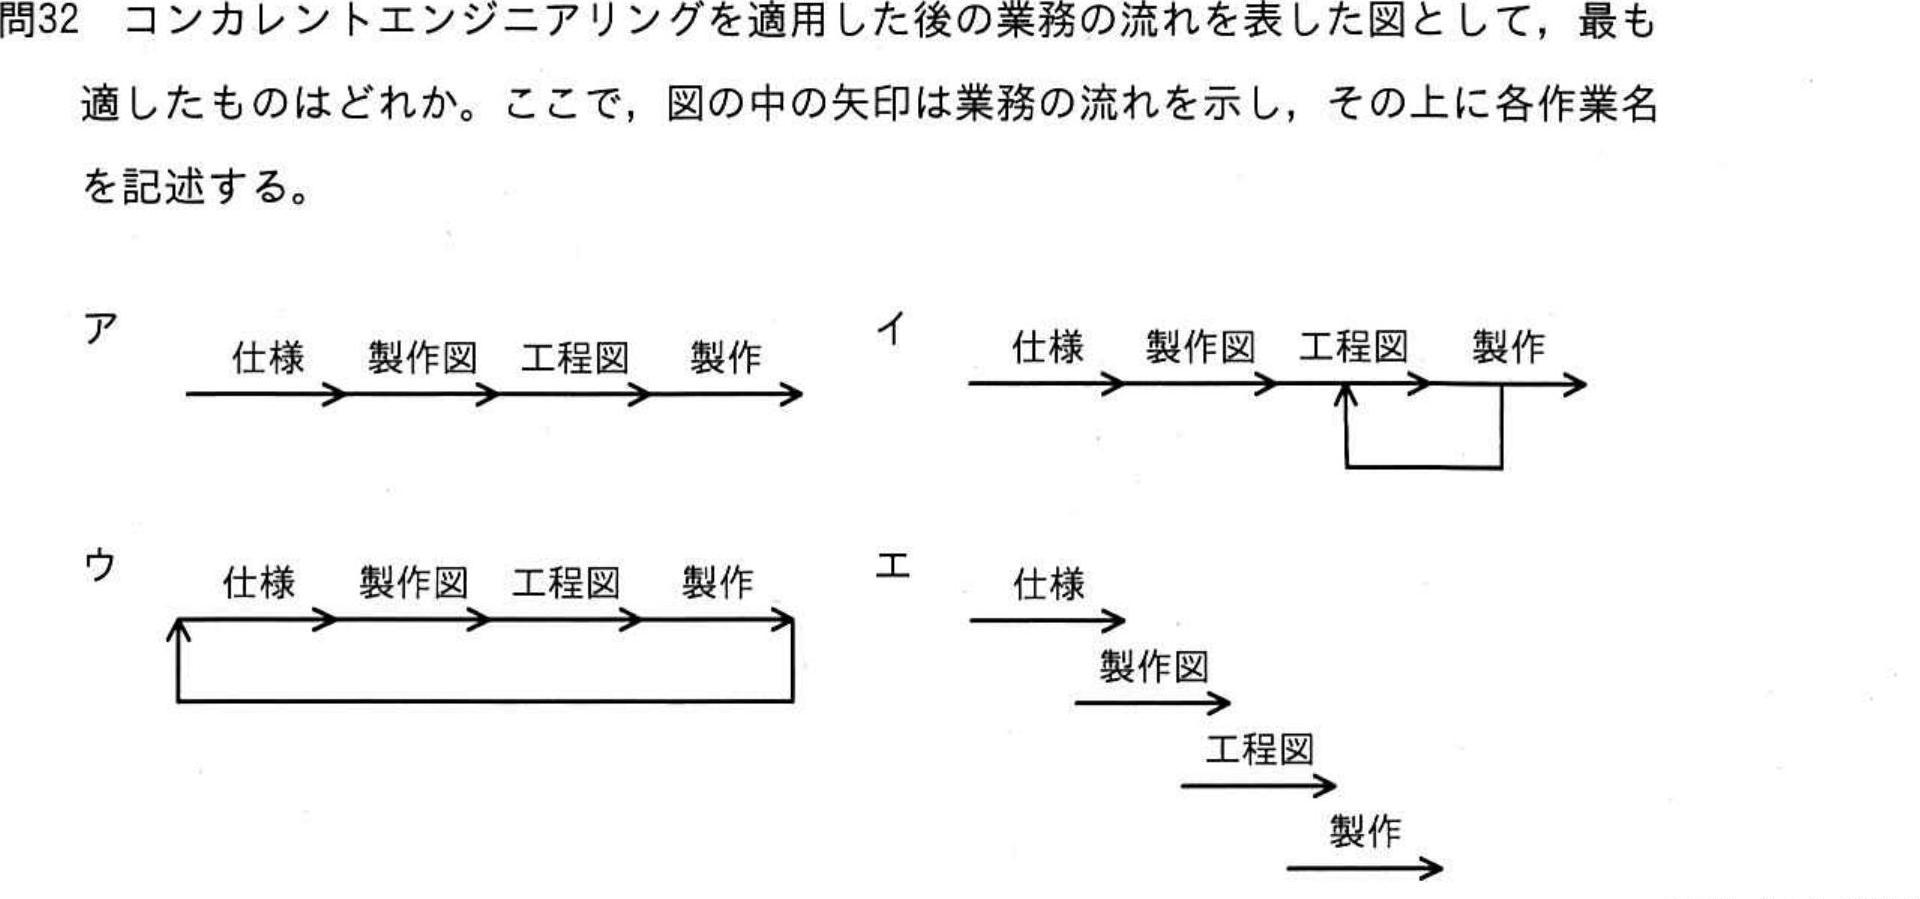 問32　コンカレントエンジニアリングを適用した後の業務の流れを表した図として，最も
適したものはどれか。ここで，図の中の矢印は業務の流れを示し，その上に各作業名
を記述する。
ア
仕様　製作図　工程図　製作
イ
仕様　製作図　工程図　製作
ウ
仕様　製作図　工程図　製作
エ
仕様
製作図
工程図
製作